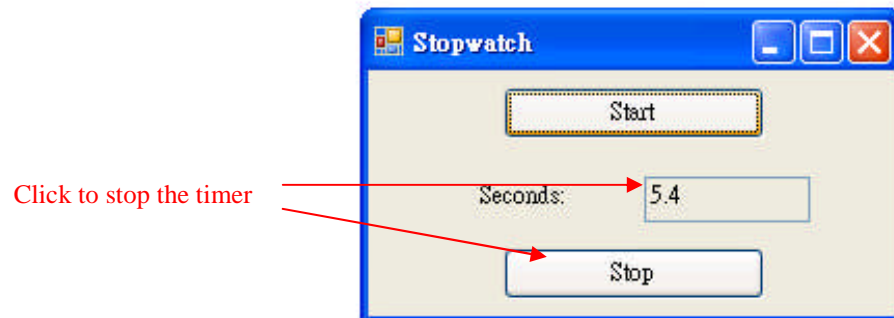 Stopwatch
Start
Click to stop the timer
Seconds: 5.4
Stop